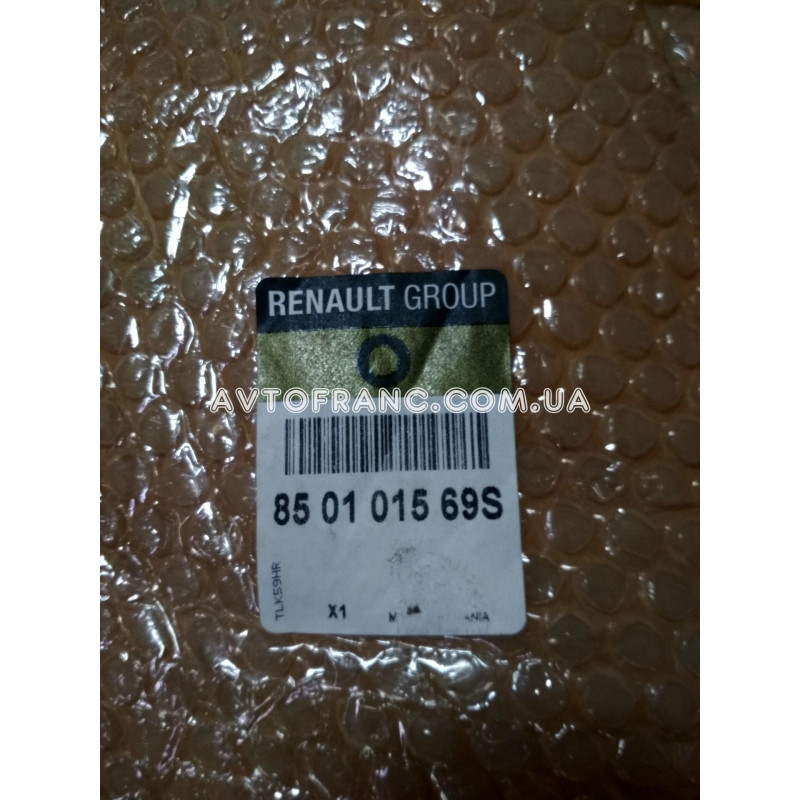 RENAULT GROUP
AVTOFRANC.COM.UA
85 01 015 69S
TLK59HR
X1